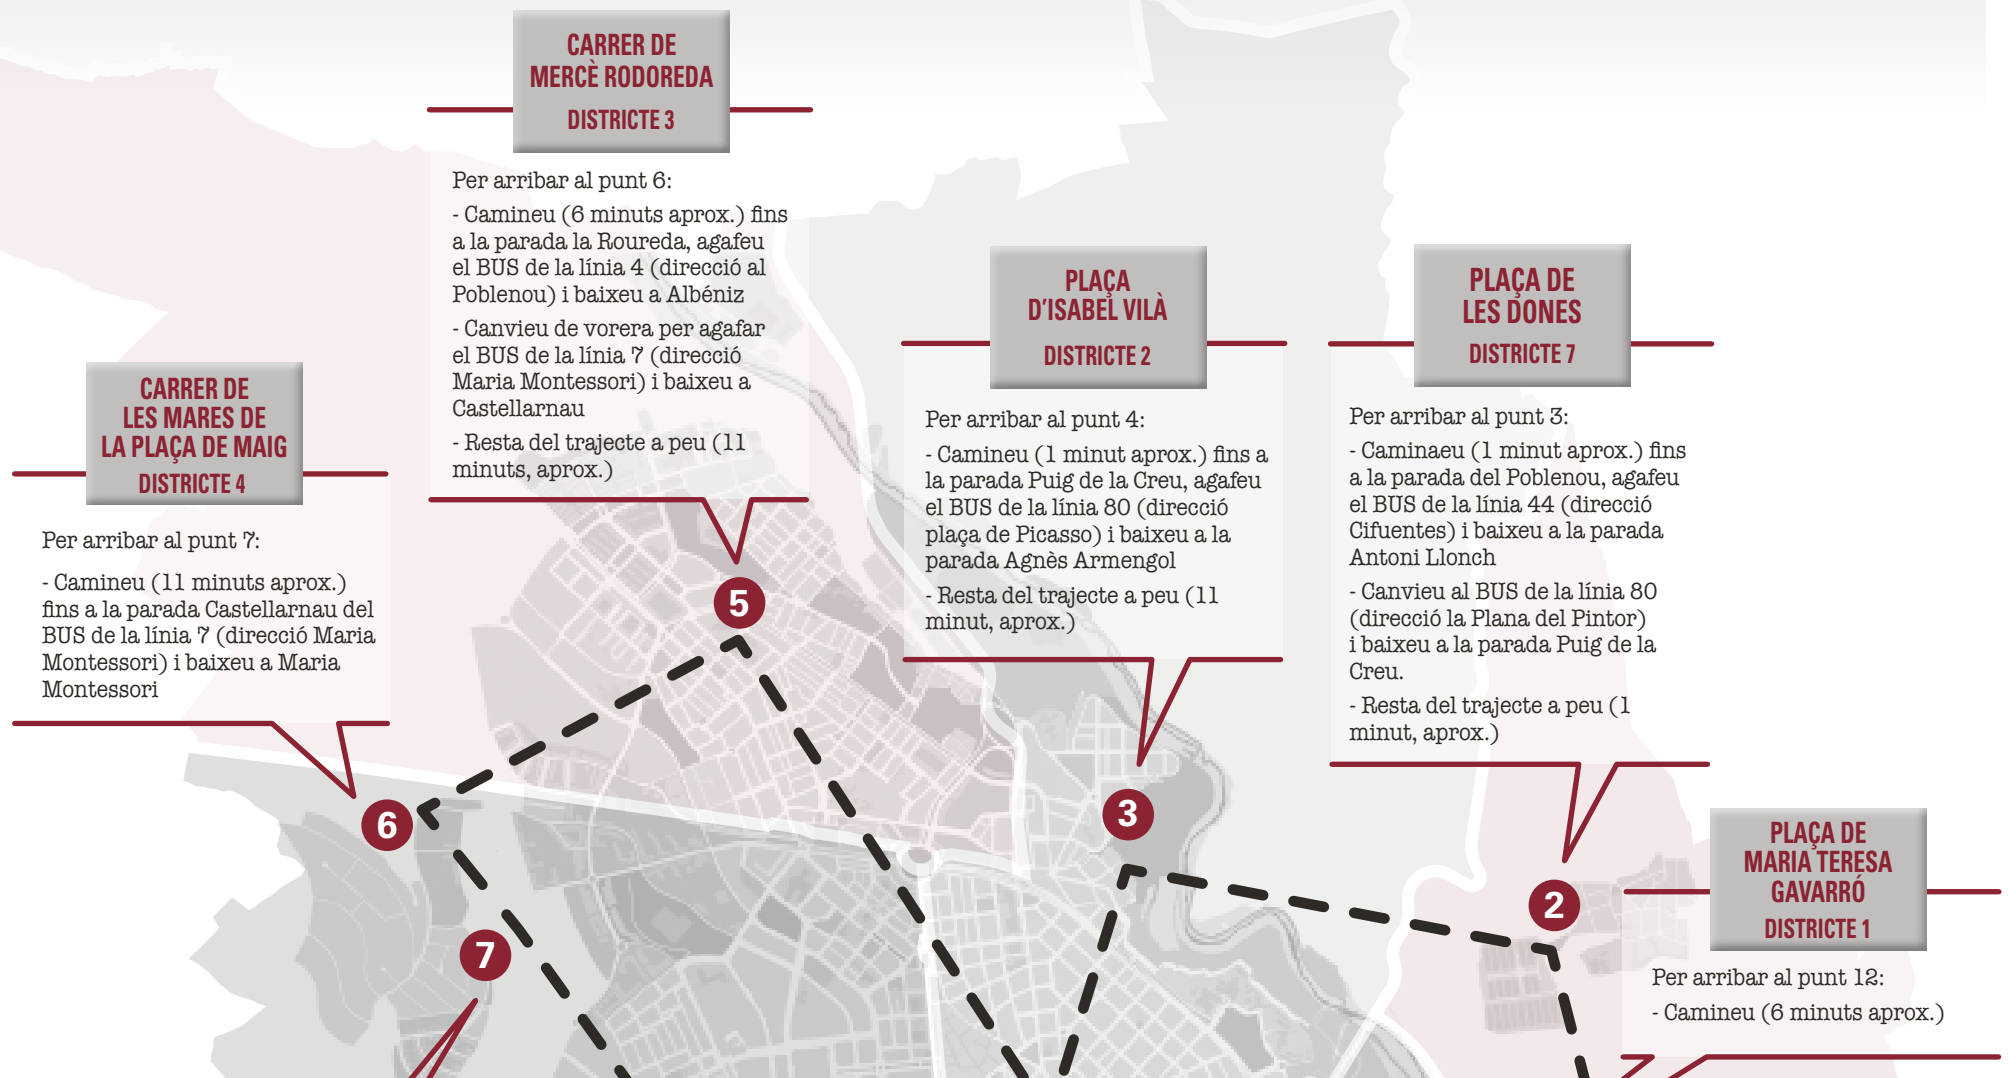 CARRER DE
MERCÈ RODOREDA
DISTRICTE 3
Per arribar al punt 6:
- Camineu (6 minuts aprox.) fins
a la parada la Roureda, agafeu
el BUS de la línia 4 (direcció al
Poblenou) i baixeu a Albéniz
- Canvieu de vorera per agafar
el BUS de la línia 7 (direcció
Maria Montessori) i baixeu a
Castellarnau
- Resta del trajecte a peu (11
minuts, aprox.)
PLAÇA
D'ISABEL VILÀ
DISTRICTE 2
Per arribar al punt 4:
- Camineu (1 minut aprox.) fins a
la parada Puig de la Creu, agafeu
el BUS de la línia 80 (direcció
plaça de Picasso) i baixeu a la
parada Agnès Armengol
- Resta del trajecte a peu (11
minut, aprox.)
PLAÇA DE
LES DONES
DISTRICTE 7
Per arribar al punt 3:
- Caminaeu (1 minut aprox.) fins
a la parada del Poblenou, agafeu
el BUS de la línia 44 (direcció
Cifuentes) i baixeu a la parada
Antoni Llonch
- Canvieu al BUS de la línia 80
(direcció la Plana del Pintor)
i baixeu a la parada Puig de la
Creu.
- Resta del trajecte a peu (1
minut, aprox.)
CARRER DE
LES MARES DE
LA PLAÇA DE MAIG
DISTRICTE 4
Per arribar al punt 7:
- Camineu (11 minuts aprox.)
fins a la parada Castellarnau del
BUS de la línia 7 (direcció Maria
Montessori) i baixeu a Maria
Montessori
5
3
6
2
7
PLAÇA DE
MARIA TERESA
GAVARRÓ
DISTRICTE 1
Per arribar al punt 12:
- Camineu (6 minuts aprox.)